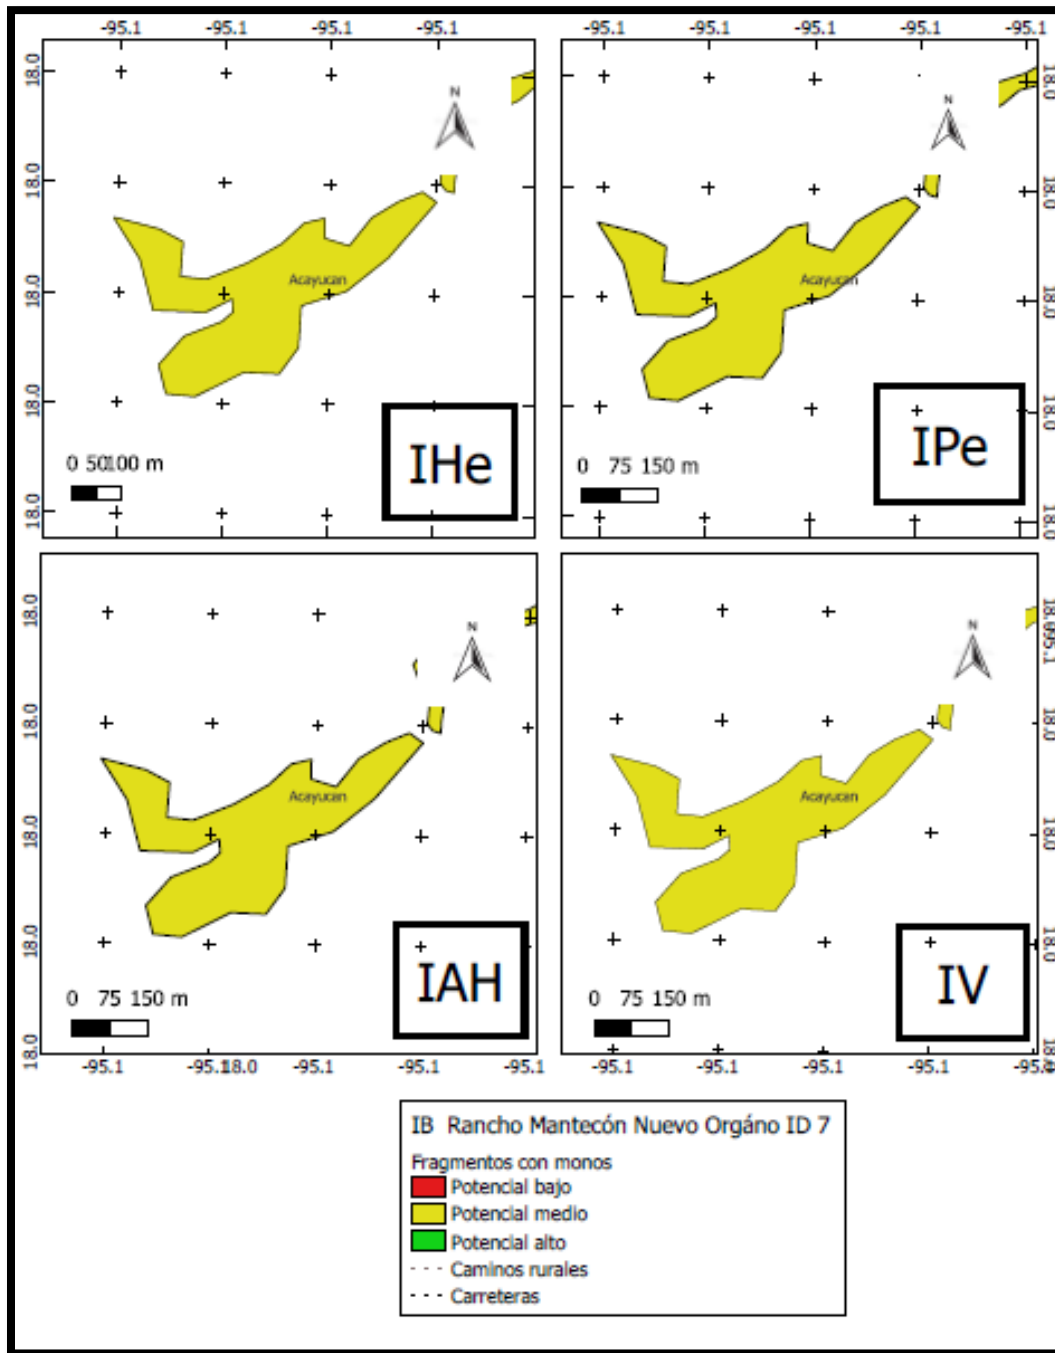 -95.1 -95.1 -95.1 -95.1
-95.1 -95.1 -95.1 -95.1 -95.1
18.0
18.0
18.0
18.0
18.0
N
Acayucan
0 50100 m
IHe
N
Acayucan
0 75 150 m
IPe
18.0
18.0
18.0
18.0
18.0
18.0
18.0
18.0
18.0
18.0
N
Acayucan
0 75 150 m
IAH
N
Acayucan
0 75 150 m
IV
18.0
18.0
18.0
-95.1 -95.1 18.0 -95.1 -95.1 -95.1
-95.1 -95.1 -95.1 -95.1
IB Rancho Mantecón Nuevo Orgáno ID 7
Fragmentos con monos
Potencial bajo
Potencial medio
Potencial alto
Caminos rurales
Carreteras